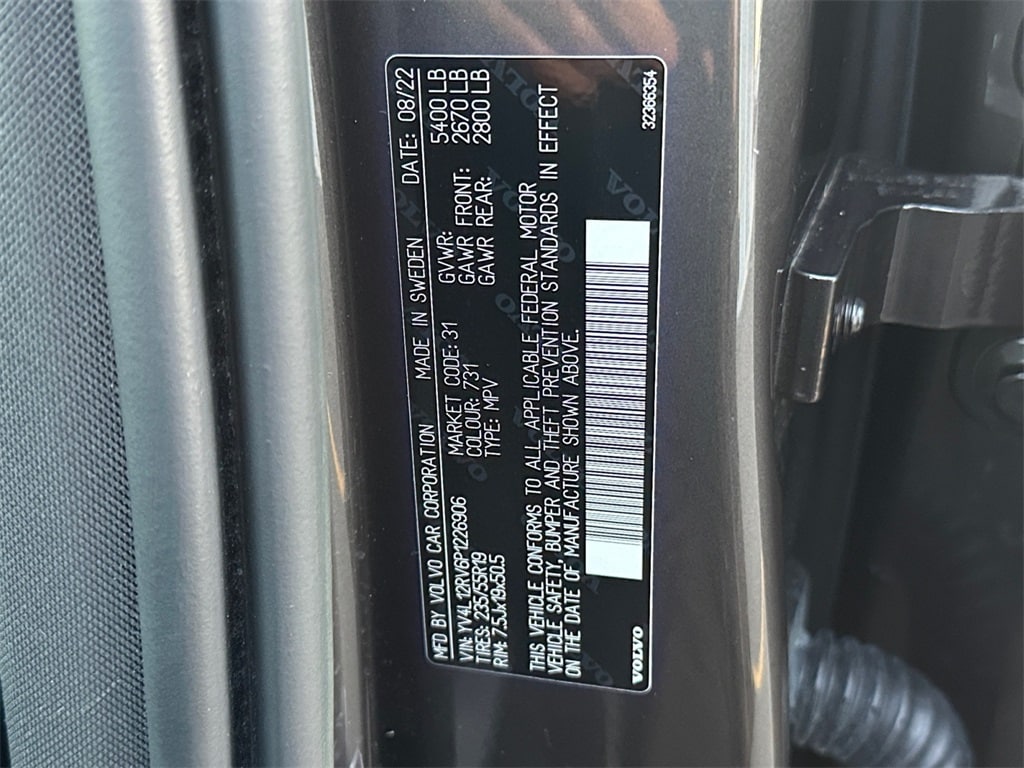 MFD BY VOLVO CAR CORPORATION MADE IN SWEDEN DATE: 08/22
VIN: YV4L12RV6P1226906 MARKET CODE: 31 GVWR: 5400 LB
TIRES: 235/55R19 COLOUR: 731 GAWR FRONT: 2670 LB
RIM: 7.5Jx19x50.5 TYPE: MPV GAWR REAR: 2800 LB
THIS VEHICLE CONFORMS TO ALL APPLICABLE FEDERAL MOTOR
VEHICLE SAFETY, BUMPER AND THEFT PREVENTION STANDARDS IN EFFECT
ON THE DATE OF MANUFACTURE SHOWN ABOVE.
VOLVO 32366354